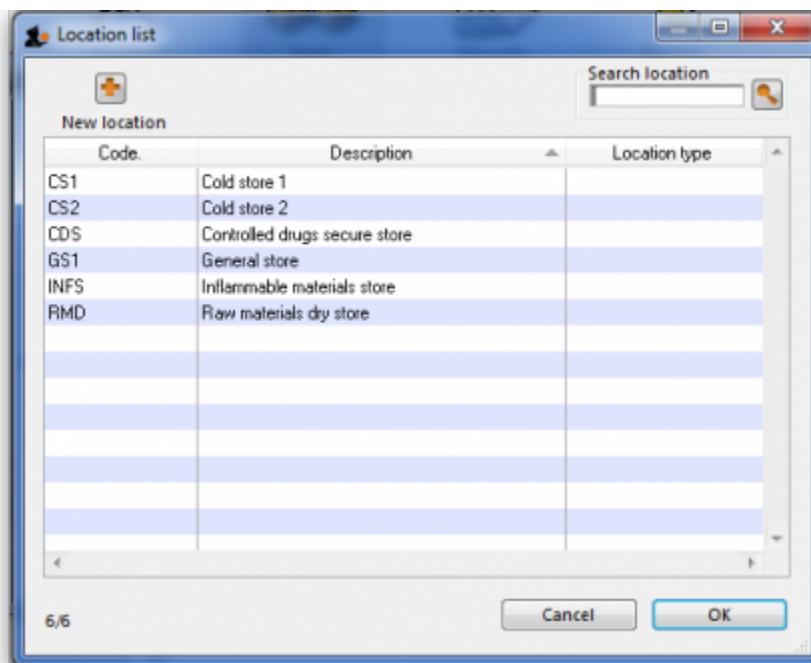 Location list
Search location
New location
Code. Description Location type
CS1 Cold store 1
CS2 Cold store 2
CDS Controlled drugs secure store
GS1 General store
INFS Inflammable materials store
RMD Raw materials dry store
6/6 Cancel OK